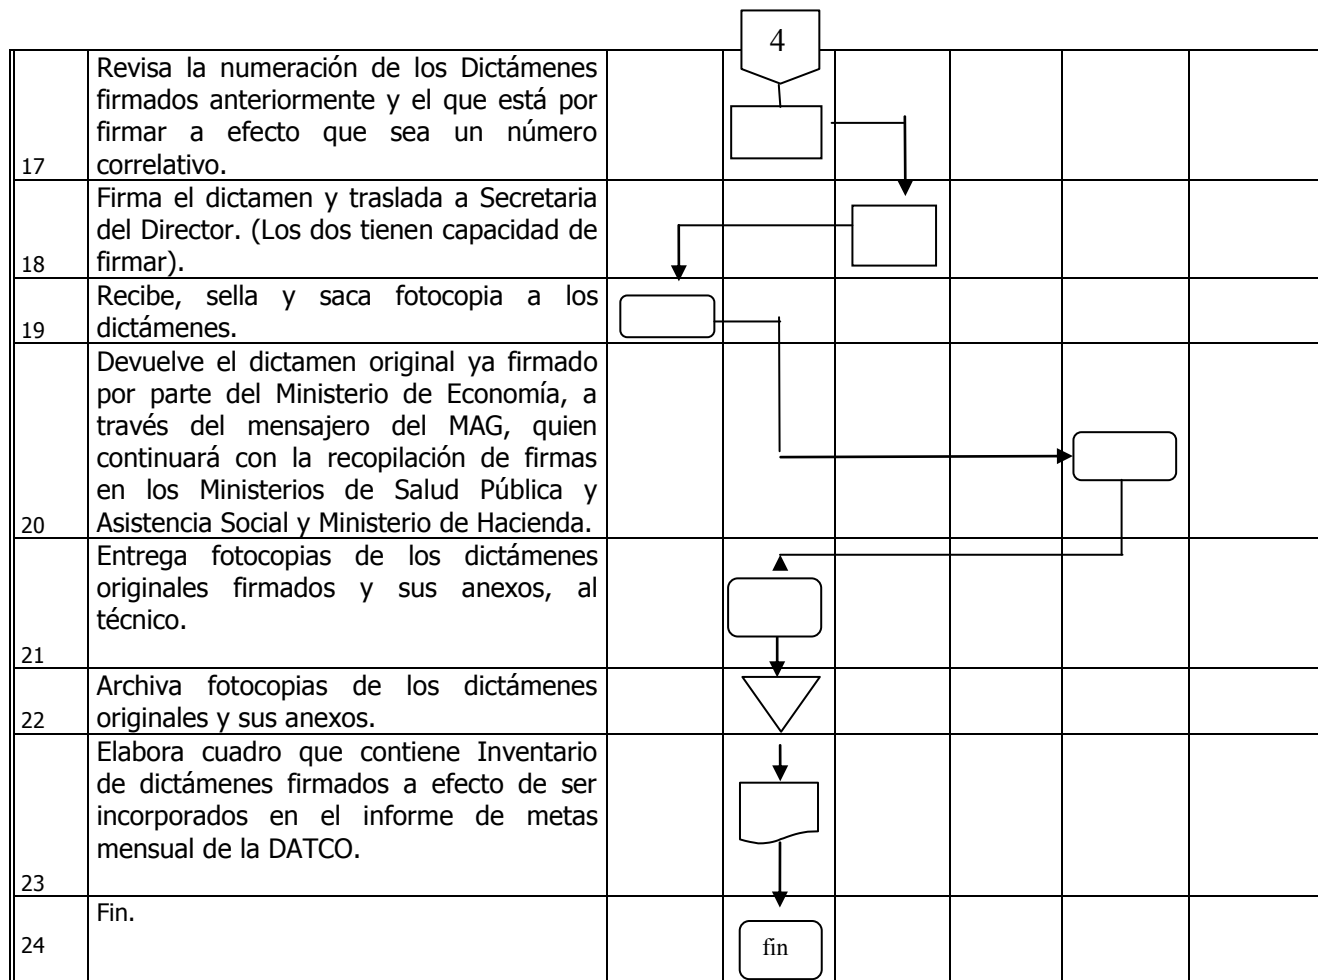 4
Revisa la numeración de los Dictámenes
firmados anteriormente y el que está por
firmar a efecto que sea un número
17 correlativo.
Firma el dictamen y traslada a Secretaria
del Director. (Los dos tienen capacidad de
18 firmar).
Recibe, sella y saca fotocopia a los
19 dictámenes.
Devuelve el dictamen original ya firmado
por parte del Ministerio de Economía, a
través del mensajero del MAG, quien
continuará con la recopilación de firmas
en los Ministerios de Salud Pública y
20 Asistencia Social y Ministerio de Hacienda.
Entrega fotocopias de los dictámenes
originales firmados y sus anexos, al
técnico.
21
Archiva fotocopias de los dictámenes
22 originales y sus anexos.
Elabora cuadro que contiene Inventario
de dictámenes firmados a efecto de ser
incorporados en el informe de metas
mensual de la DATCO.
23
Fin.
24 fin